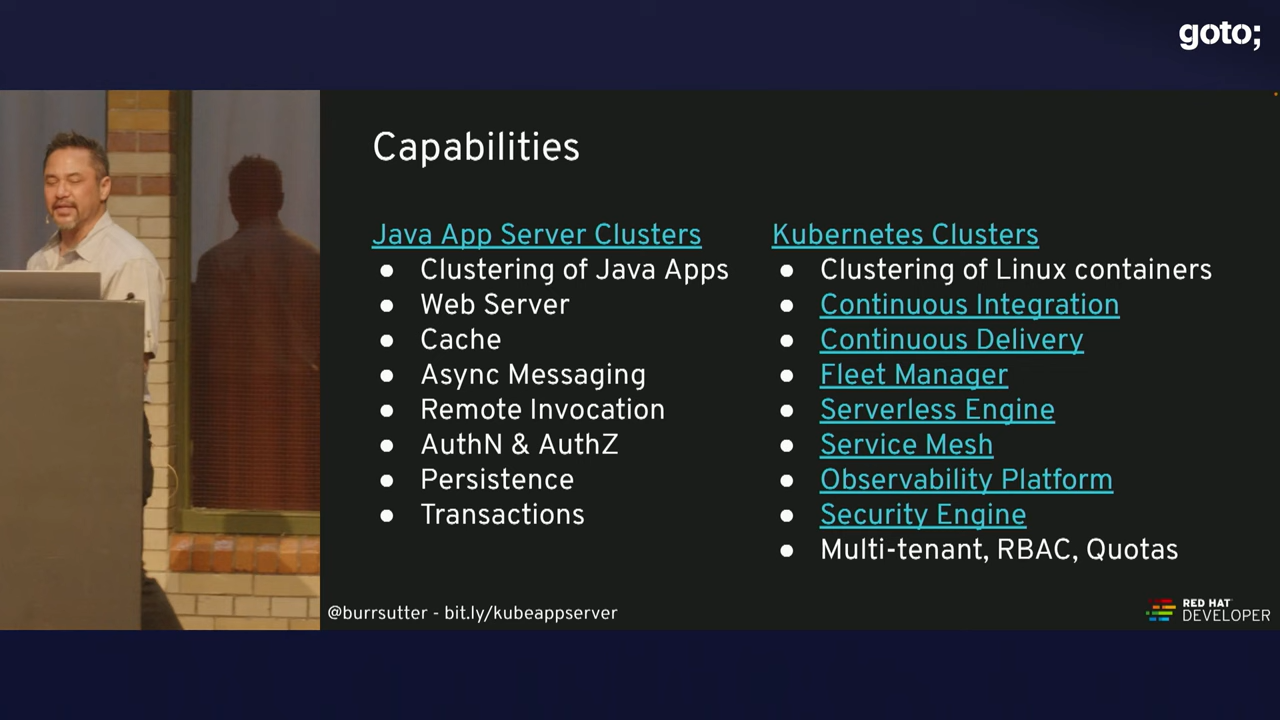 goto;
Capabilities
Java App Server Clusters
● Clustering of Java Apps
● Web Server
● Cache
● Async Messaging
● Remote Invocation
● AuthN & AuthZ
● Persistence
● Transactions
Kubernetes Clusters
● Clustering of Linux containers
● Continuous Integration
● Continuous Delivery
● Fleet Manager
● Serverless Engine
● Service Mesh
● Observability Platform
● Security Engine
● Multi-tenant, RBAC, Quotas
@burrsutter - bit.ly/kubeappserver
RED HAT
DEVELOPER